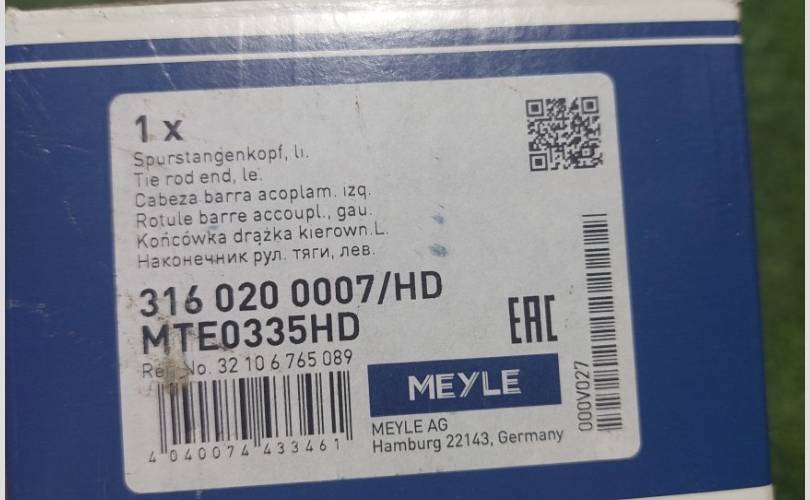 1 x
Spurstangenkopf, li.
Tie rod end, le.
Cabeza barra acoplam. izq.
Rotule barre accoupl., gau.
Końcówka drążka kierown.L.
Наконечник рул. тяги, лев.
316 020 0007/HD
MTE0335HD
Ref. No. 32 10 6 765 089
4 040074 433461
EAC
MEYLE
MEYLE AG
Hamburg 22143, Germany
000V027